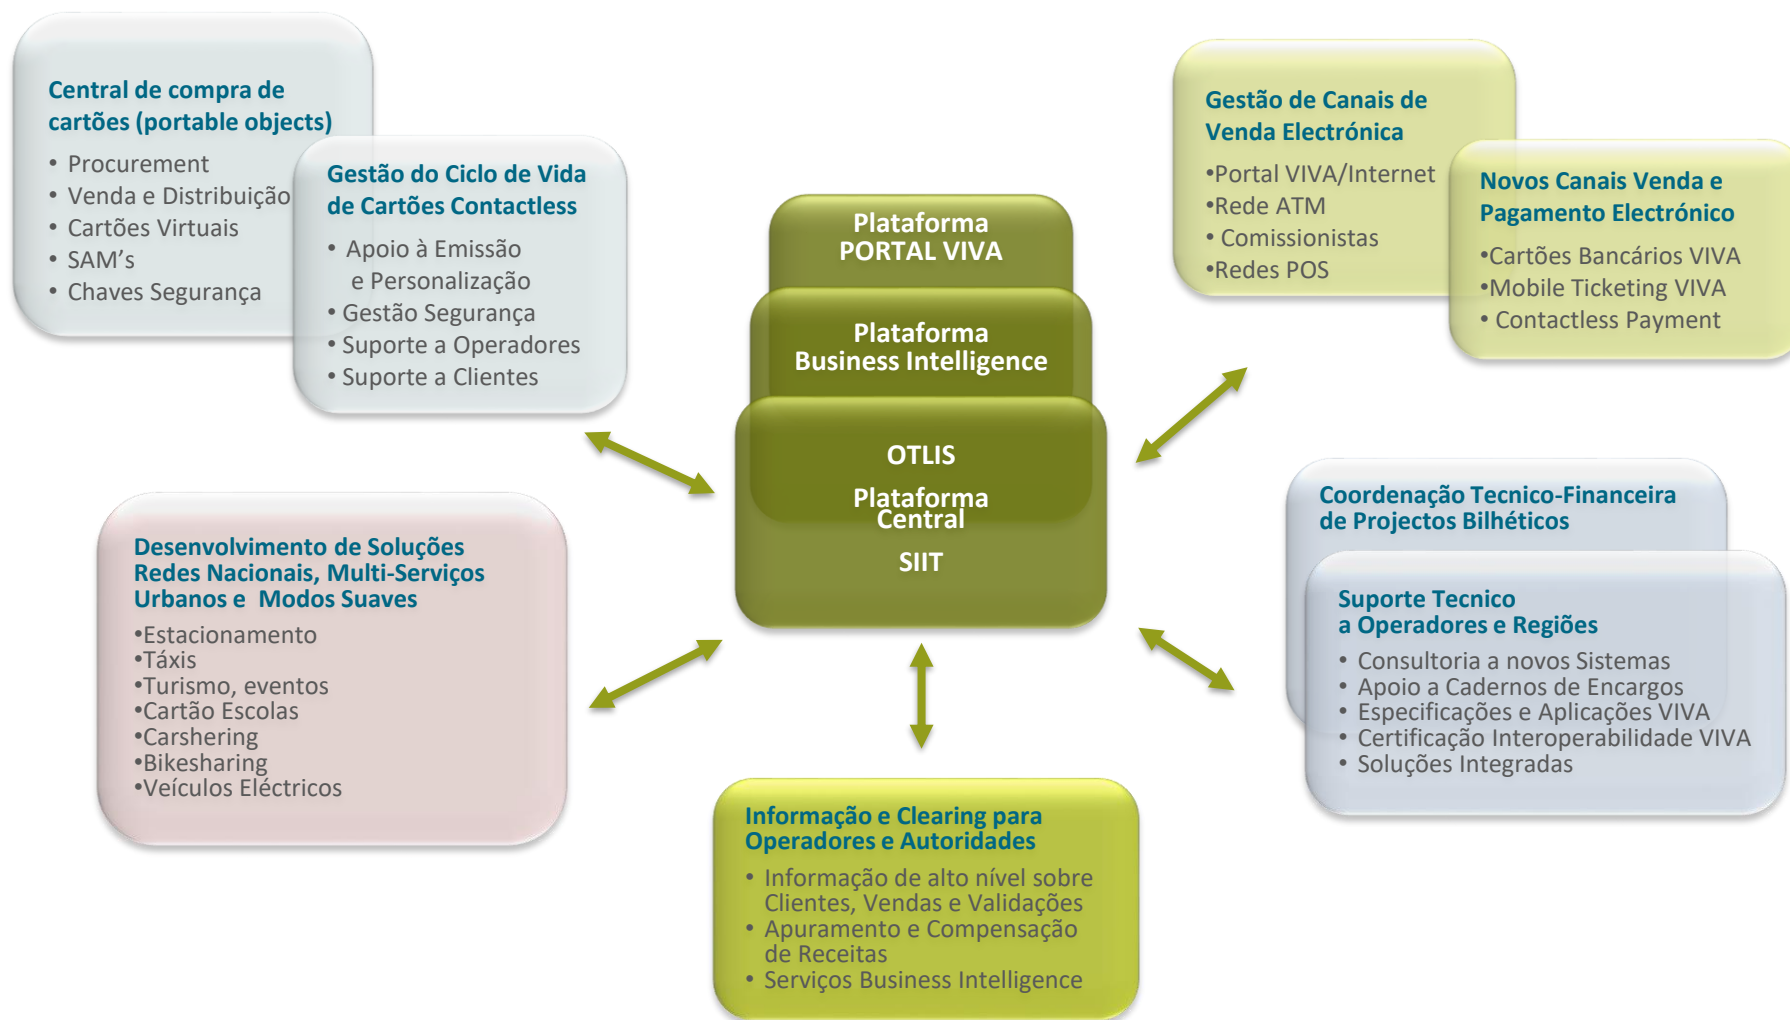 Central de compra de
cartões (portable objects)
• Procurement
• Venda e Distribuição
• Cartões Virtuais
• SAM’s
• Chaves Segurança
Gestão do Ciclo de Vida
de Cartões Contactless
• Apoio à Emissão
e Personalização
• Gestão Segurança
• Suporte a Operadores
• Suporte a Clientes
Plataforma
PORTAL VIVA
Plataforma
Business Intelligence
OTLIS
Plataforma
Central
SIIT
Gestão de Canais de
Venda Electrónica
•Portal VIVA/Internet
•Rede ATM
• Comissionistas
•Redes POS
Novos Canais Venda e
Pagamento Electrónico
•Cartões Bancários VIVA
•Mobile Ticketing VIVA
• Contactless Payment
Desenvolvimento de Soluções
Redes Nacionais, Multi-Serviços
Urbanos e Modos Suaves
•Estacionamento
•Táxis
•Turismo, eventos
•Cartão Escolas
•Carshering
•Bikesharing
•Veículos Eléctricos
Coordenação Tecnico-Financeira
de Projectos Bilhéticos
Suporte Tecnico
a Operadores e Regiões
• Consultoria a novos Sistemas
• Apoio a Cadernos de Encargos
• Especificações e Aplicações VIVA
• Certificação Interoperabilidade VIVA
• Soluções Integradas
Informação e Clearing para
Operadores e Autoridades
• Informação de alto nível sobre
Clientes, Vendas e Validações
• Apuramento e Compensação
de Receitas
• Serviços Business Intelligence